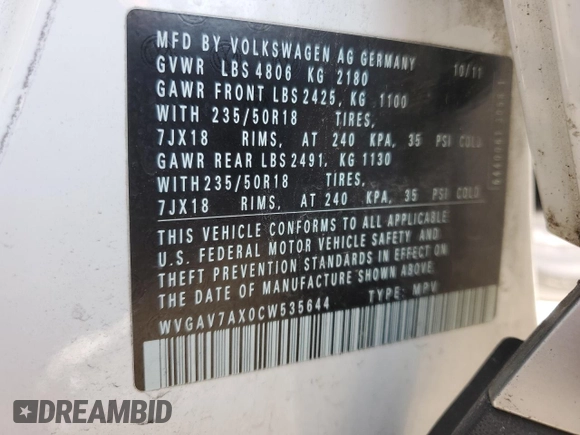 MFD BY VOLKSWAGEN AG GERMANY 10/11
GVWR LBS 4806 KG 2180
GAWR FRONT LBS 2425, KG 1100
WITH 235/50R18 TIRES,
7JX18 RIMS, AT 240 KPA, 35 PSI COLD
GAWR REAR LBS 2491, KG 1130
WITH 235/50R18 TIRES,
7JX18 RIMS, AT 240 KPA, 35 PSI COLD
THIS VEHICLE CONFORMS TO ALL APPLICABLE
U.S. FEDERAL MOTOR VEHICLE SAFETY AND
THEFT PREVENTION STANDARDS IN EFFECT ON
THE DATE OF MANUFACTURE SHOWN ABOVE.
WVGAV7AX0CW535644 TYPE: MPV
DREAMBID